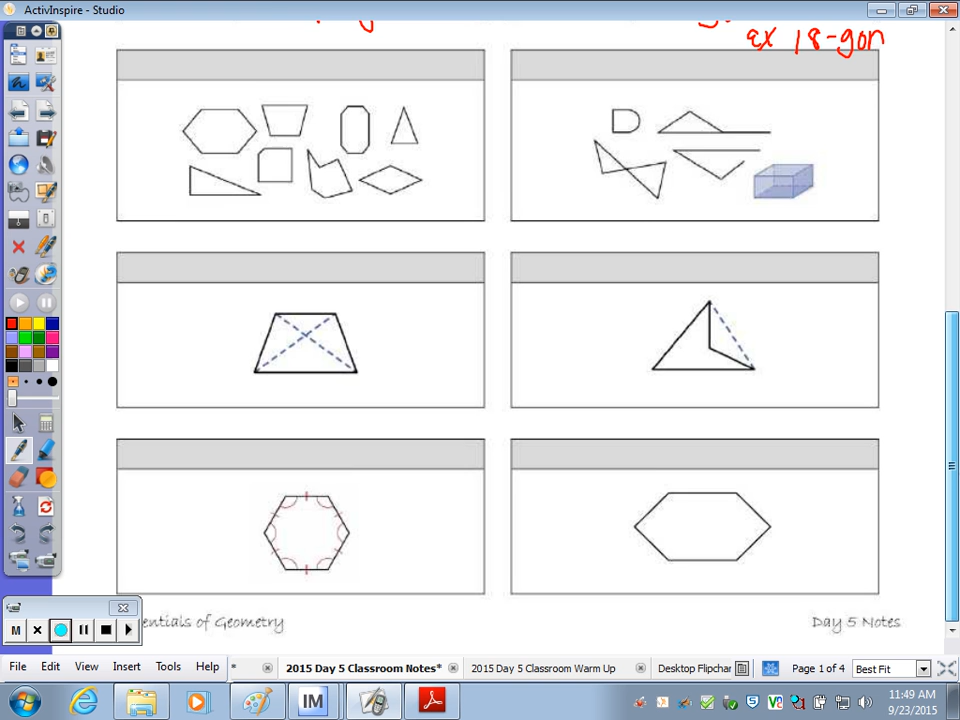 ActivInspire - Studio
ex 18-gon
entials of Geometry
Day 5 Notes
M
File Edit View Insert Tools Help
2015 Day 5 Classroom Notes*
2015 Day 5 Classroom Warm Up
Desktop Flipchar
Page 1 of 4
Best Fit
IM
11:49 AM
9/23/2015